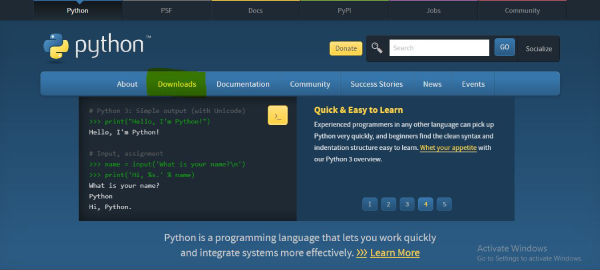 Python PSF Docs PyPI Jobs Community
python™
Donate Search GO Socialize
About Downloads Documentation Community Success Stories News Events
# Python 3: Simple output (with Unicode)
>>> print("Hello, I'm Python!")
Hello, I'm Python!
# Input, assignment
>>> name = input('What is your name?\n')
>>> print('Hi, %s.' % name)
What is your name?
Python
Hi, Python.
>_
Quick & Easy to Learn
Experienced programmers in any other language can pick up
Python very quickly, and beginners find the clean syntax and
indentation structure easy to learn. Whet your appetite with
our Python 3 overview.
1 2 3 4 5
Python is a programming language that lets you work quickly
and integrate systems more effectively. >>> Learn More
Activate Windows
Go to Settings to activate Windows.